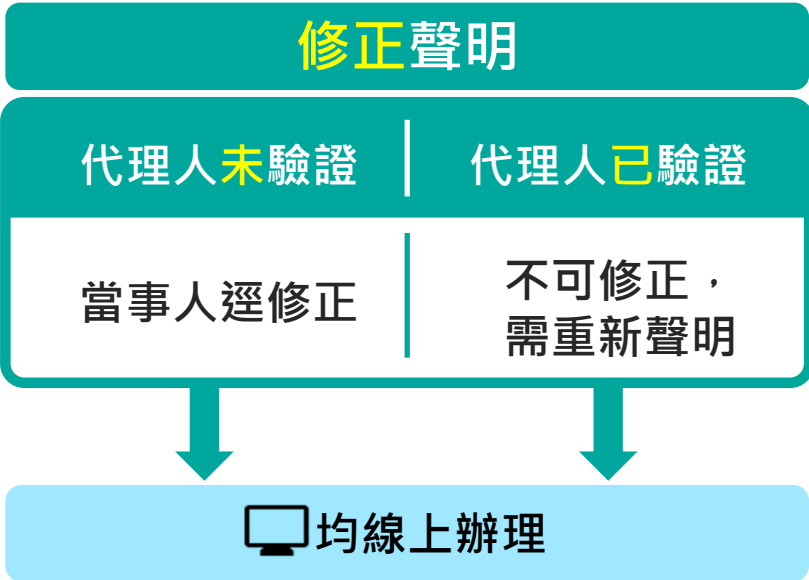 修正聲明
代理人未驗證
代理人已驗證
當事人逕修正
不可修正，
需重新聲明
均線上辦理